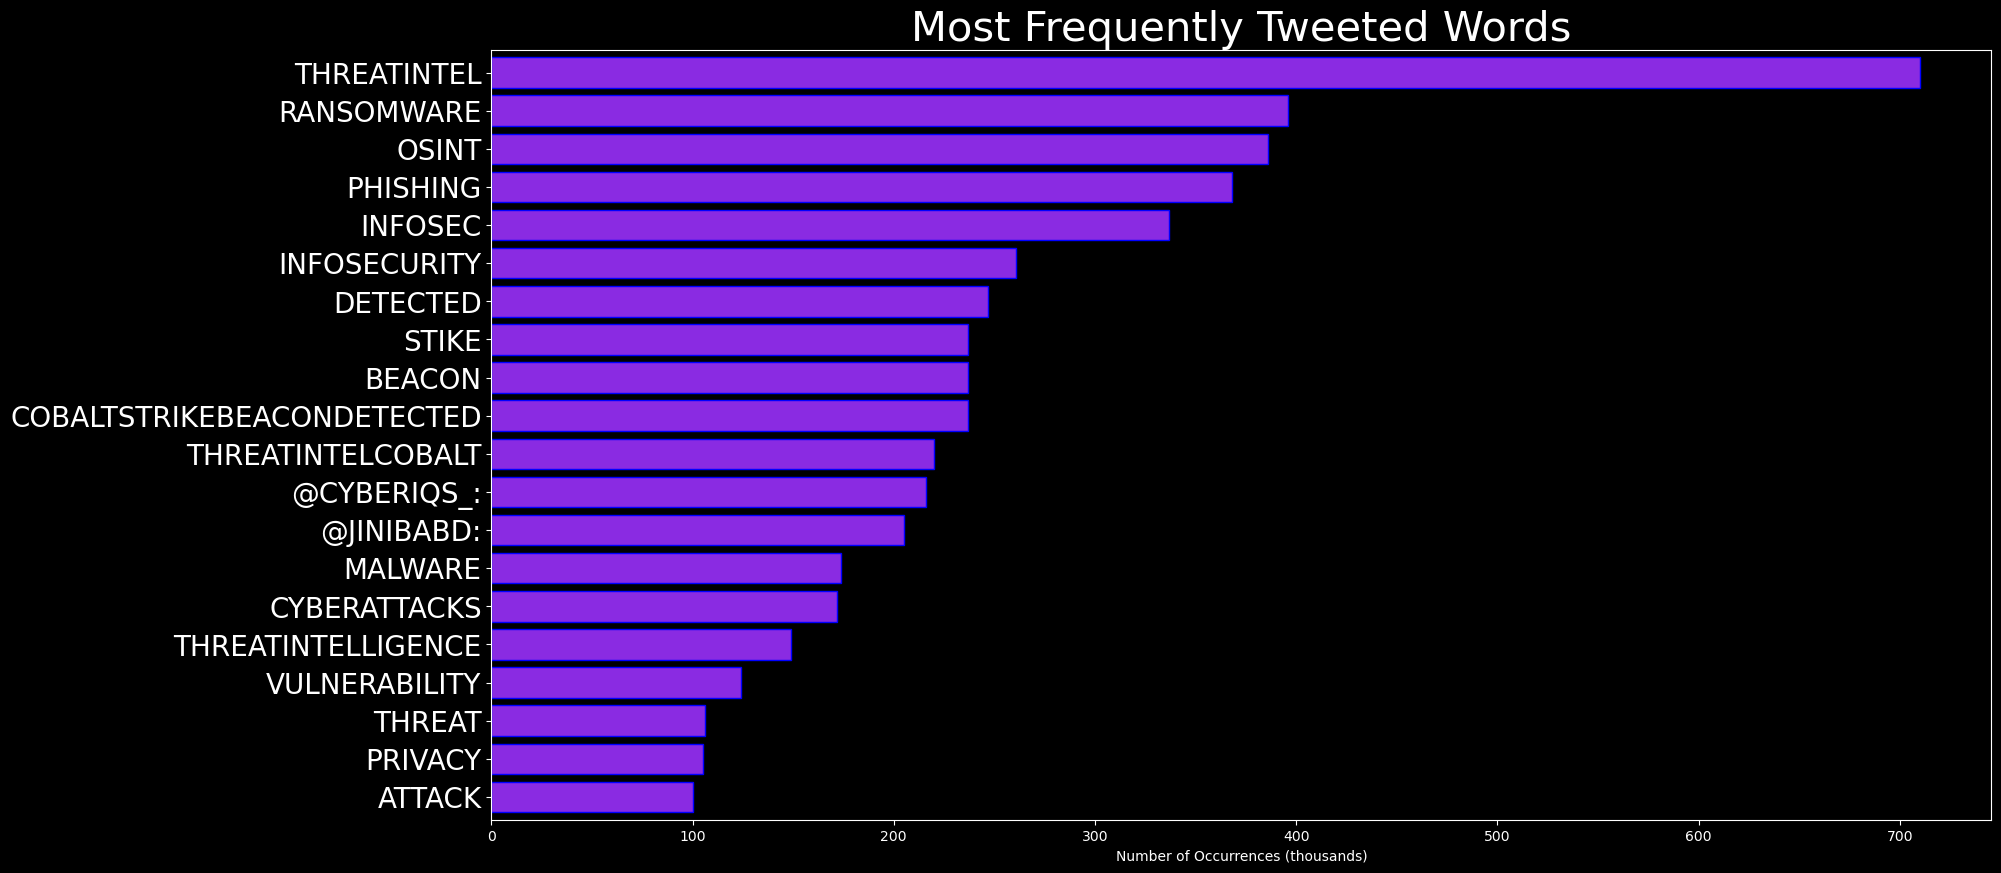 Most Frequently Tweeted Words
THREATINTEL
RANSOMWARE
OSINT
PHISHING
INFOSEC
INFOSECURITY
DETECTED
STIKE
BEACON
COBALTSTRIKEBEACONDETECTED
THREATINTELCOBALT
@CYBERIQS_:
@JINIBABD:
MALWARE
CYBERATTACKS
THREATINTELLIGENCE
VULNERABILITY
THREAT
PRIVACY
ATTACK
0 100 200 300 400 500 600 700
Number of Occurrences (thousands)